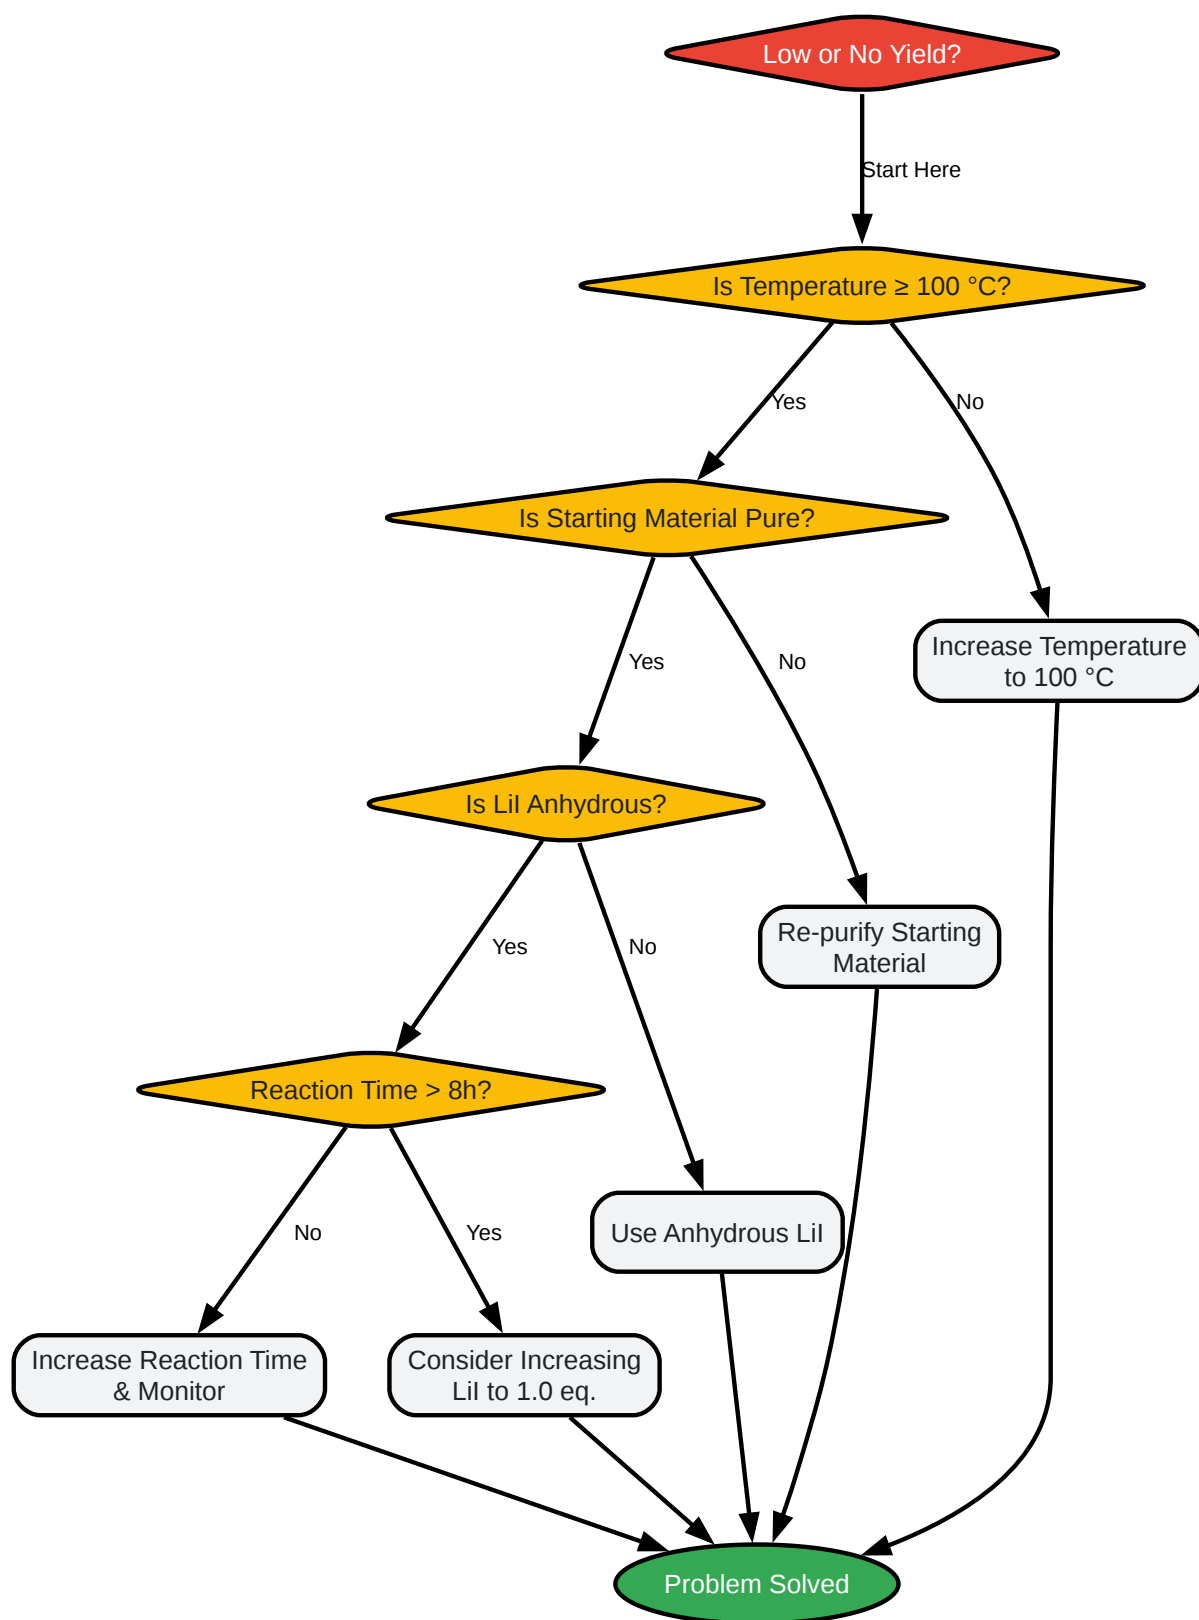 Low or No Yield?
Start Here
Is Temperature ≥ 100 °C?
Yes
No
Is Starting Material Pure?
Yes
No
Increase Temperature
to 100 °C
Is LiI Anhydrous?
Yes
No
Re-purify Starting
Material
Reaction Time > 8h?
No
Yes
Use Anhydrous LiI
Increase Reaction Time
& Monitor
Consider Increasing
LiI to 1.0 eq.
Problem Solved